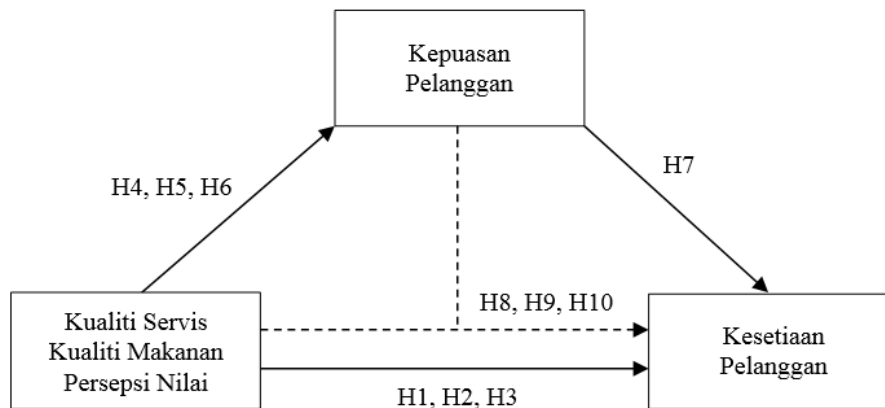 Kepuasan
Pelanggan
H4, H5, H6
H7
Kualiti Servis
Kualiti Makanan
Persepsi Nilai
H8, H9, H10
Kesetiaan
Pelanggan
H1, H2, H3